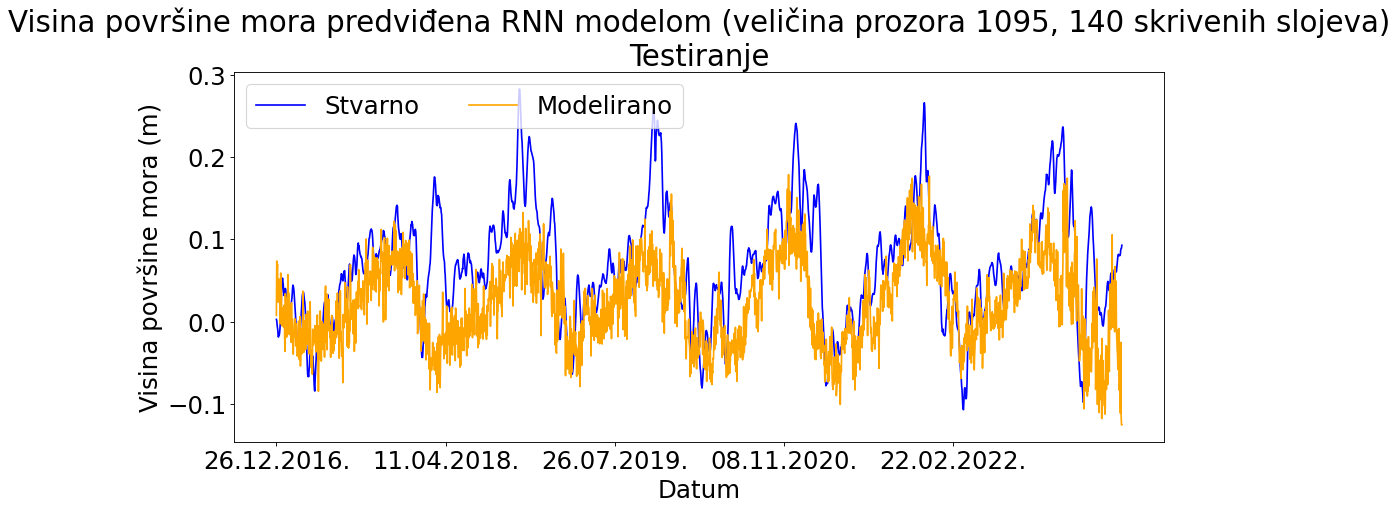 Visina površine mora predviđena RNN modelom (veličina prozora 1095, 140 skrivenih slojeva)
Testiranje
Stvarno
Modelirano
Visina površine mora (m)
0.3
0.2
0.1
0.0
−0.1
26.12.2016.
11.04.2018.
26.07.2019.
08.11.2020.
22.02.2022.
Datum